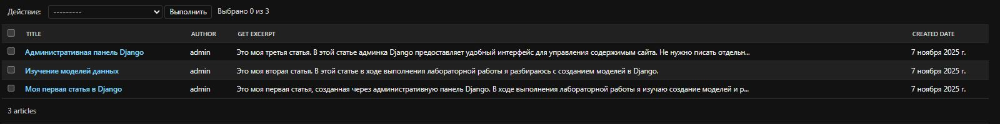 Действие: --------- Выполнить Выбрано 0 из 3
TITLE AUTHOR GET EXCERPT CREATED DATE
Административная панель Django admin Это моя третья статья. В этой статье админка Django предоставляет удобный интерфейс для управления содержимым сайта. Не нужно писать отдельн... 7 ноября 2025 г.
Изучение моделей данных admin Это моя вторая статья. В этой статье в ходе выполнения лабораторной работы я разбираюсь с созданием моделей в Django. 7 ноября 2025 г.
Моя первая статья в Django admin Это моя первая статья, созданная через административную панель Django. В ходе выполнения лабораторной работы я изучаю создание моделей и р... 7 ноября 2025 г.
3 articles